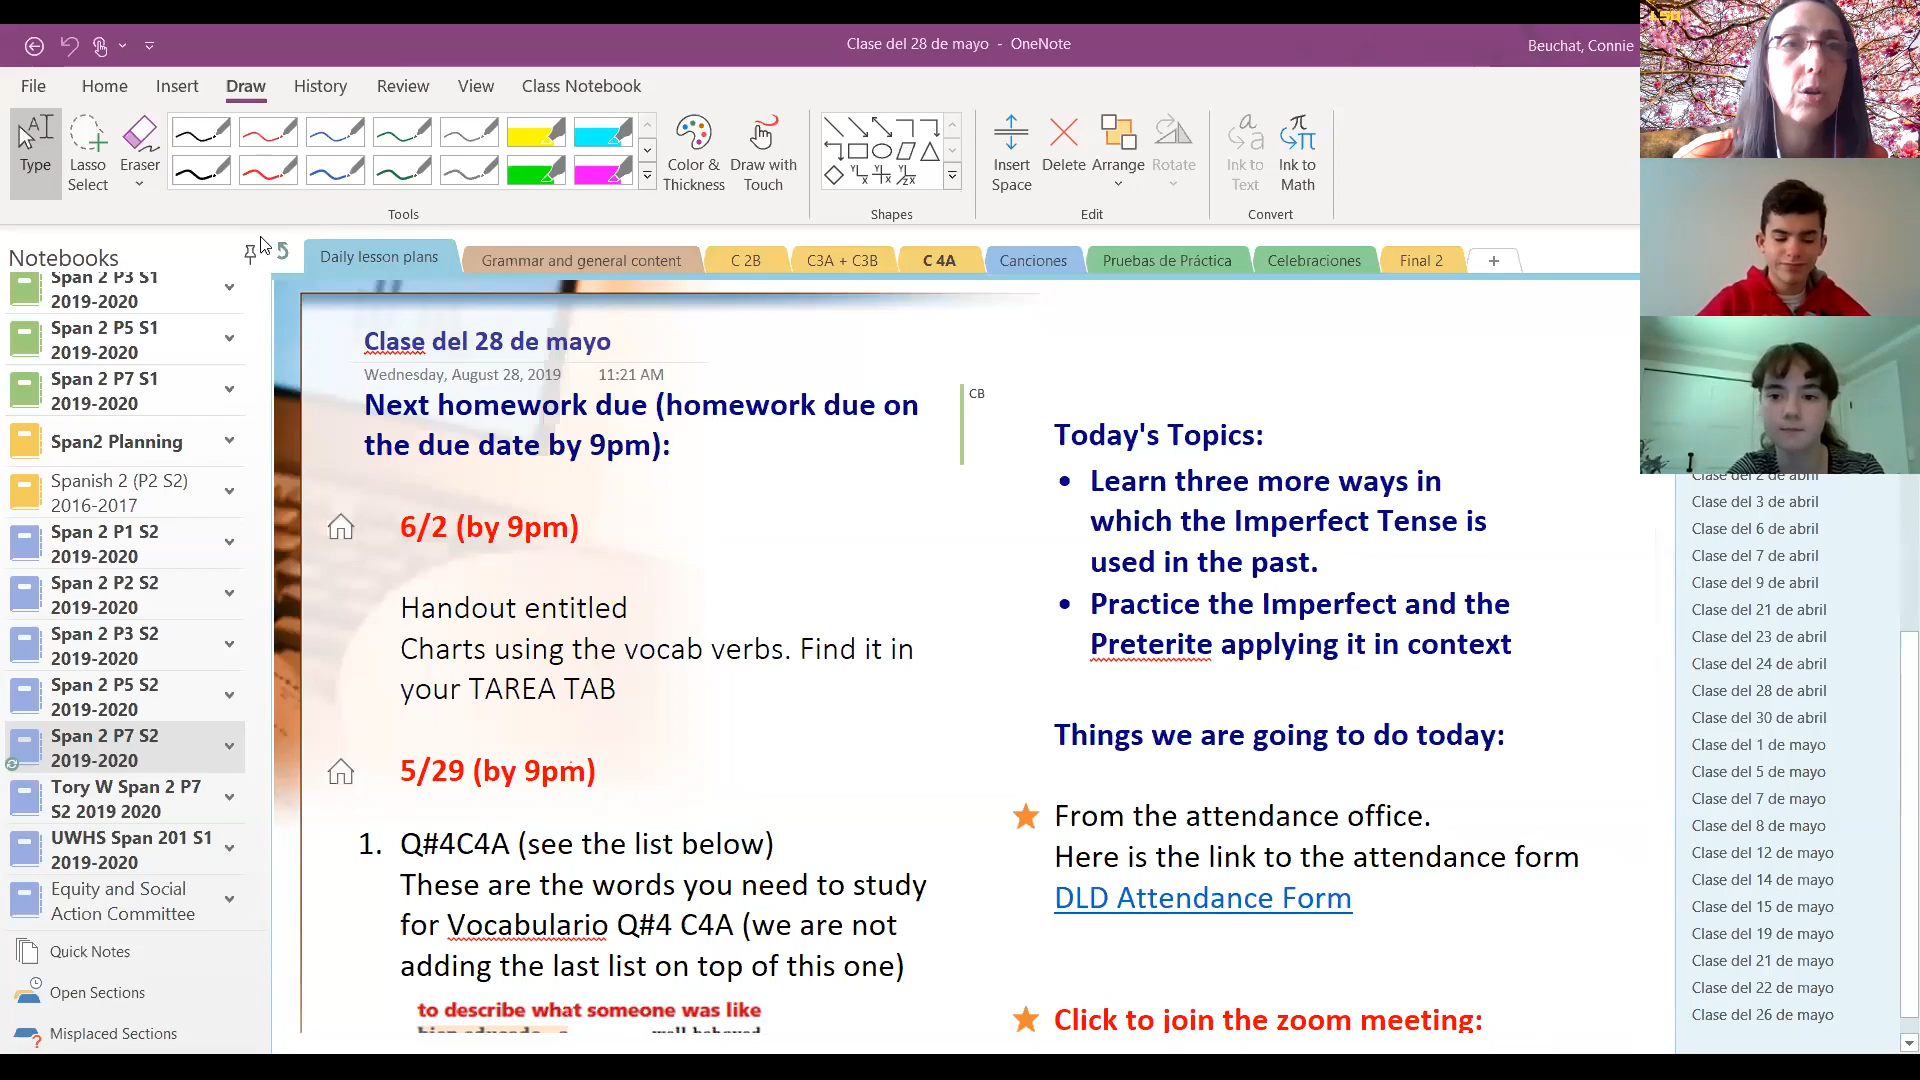 Clase del 28 de mayo - OneNote
Beuchat, Connie
LSU
File Home Insert Draw History Review View Class Notebook
Type
Lasso Select
Eraser
Color & Thickness
Draw with Touch
Insert Space
Delete
Arrange
Rotate
Ink to Text
Ink to Math
Tools
Shapes
Edit
Convert
Notebooks
Daily lesson plans
Grammar and general content
C 2B
C3A + C3B
C 4A
Canciones
Pruebas de Práctica
Celebraciones
Final 2
+
Span 2 P3 S1
2019-2020
Span 2 P5 S1
2019-2020
Span 2 P7 S1
2019-2020
Span2 Planning
Spanish 2 (P2 S2)
2016-2017
Span 2 P1 S2
2019-2020
Span 2 P2 S2
2019-2020
Span 2 P3 S2
2019-2020
Span 2 P5 S2
2019-2020
Span 2 P7 S2
2019-2020
Tory W Span 2 P7
S2 2019 2020
UWHS Span 201 S1
2019-2020
Equity and Social
Action Committee
Quick Notes
Open Sections
Misplaced Sections
Clase del 28 de mayo
Wednesday, August 28, 2019 11:21 AM
Next homework due (homework due on
the due date by 9pm):
CB
6/2 (by 9pm)
Handout entitled
Charts using the vocab verbs. Find it in
your TAREA TAB
5/29 (by 9pm)
1. Q#4C4A (see the list below)
These are the words you need to study
for Vocabulario Q#4 C4A (we are not
adding the last list on top of this one)
to describe what someone was like
bien educado, -a well-behaved
Today's Topics:
• Learn three more ways in
which the Imperfect Tense is
used in the past.
• Practice the Imperfect and the
Preterite applying it in context
Things we are going to do today:
From the attendance office.
Here is the link to the attendance form
DLD Attendance Form
Click to join the zoom meeting:
Clase del 2 de abril
Clase del 3 de abril
Clase del 6 de abril
Clase del 7 de abril
Clase del 9 de abril
Clase del 21 de abril
Clase del 23 de abril
Clase del 24 de abril
Clase del 28 de abril
Clase del 30 de abril
Clase del 1 de mayo
Clase del 5 de mayo
Clase del 7 de mayo
Clase del 8 de mayo
Clase del 12 de mayo
Clase del 14 de mayo
Clase del 15 de mayo
Clase del 19 de mayo
Clase del 21 de mayo
Clase del 22 de mayo
Clase del 26 de mayo